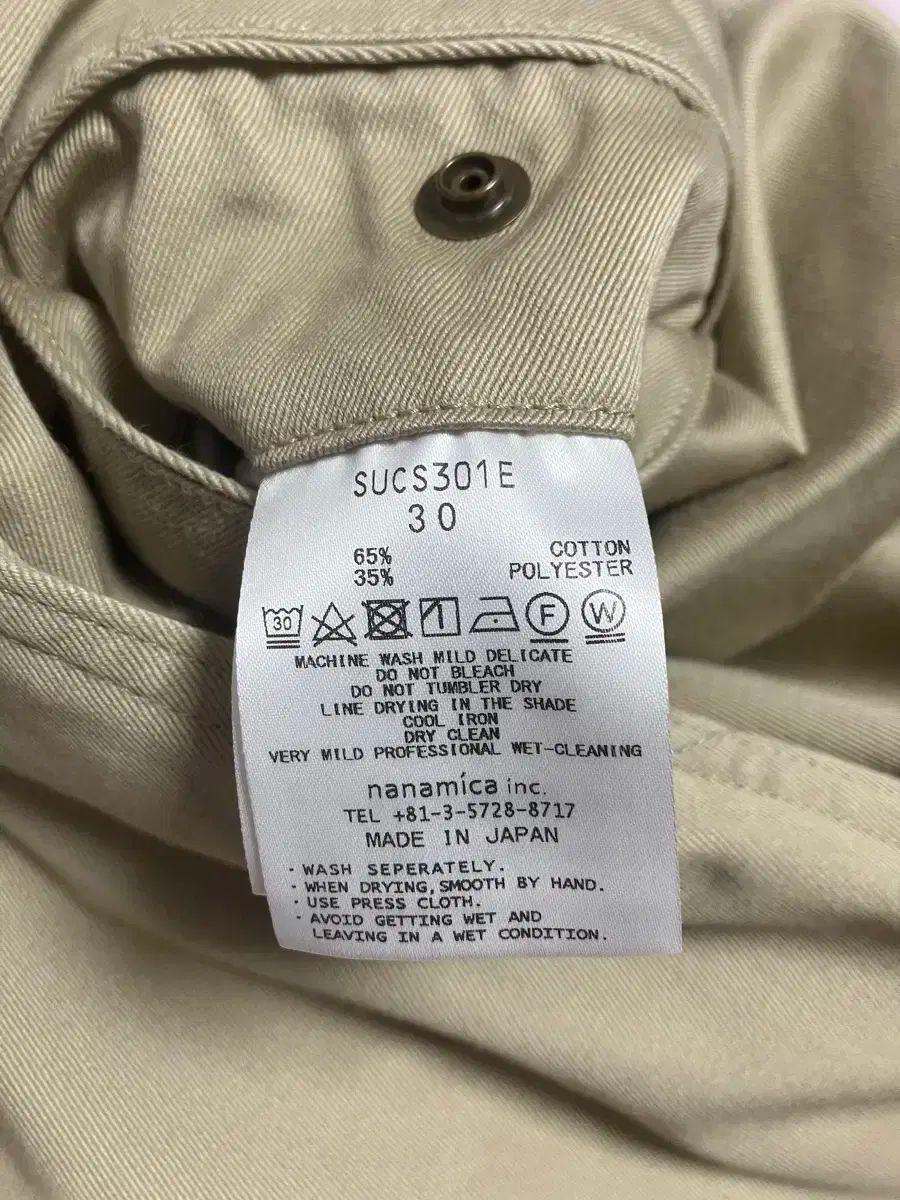 SUCS301E
30
65% COTTON
35% POLYESTER
30 1 F W
MACHINE WASH MILD DELICATE
DO NOT BLEACH
DO NOT TUMBLER DRY
LINE DRYING IN THE SHADE
COOL IRON
DRY CLEAN
VERY MILD PROFESSIONAL WET-CLEANING
nanamíca inc.
TEL +81-3-5728-8717
MADE IN JAPAN
・WASH SEPERATELY.
・WHEN DRYING, SMOOTH BY HAND.
・USE PRESS CLOTH.
・AVOID GETTING WET AND
LEAVING IN A WET CONDITION.